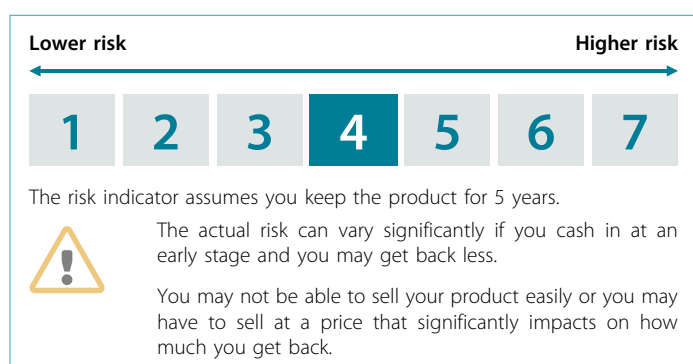 Lower risk Higher risk
1 2 3 4 5 6 7
The risk indicator assumes you keep the product for 5 years.
The actual risk can vary significantly if you cash in at an
early stage and you may get back less.
You may not be able to sell your product easily or you may
have to sell at a price that significantly impacts on how
much you get back.